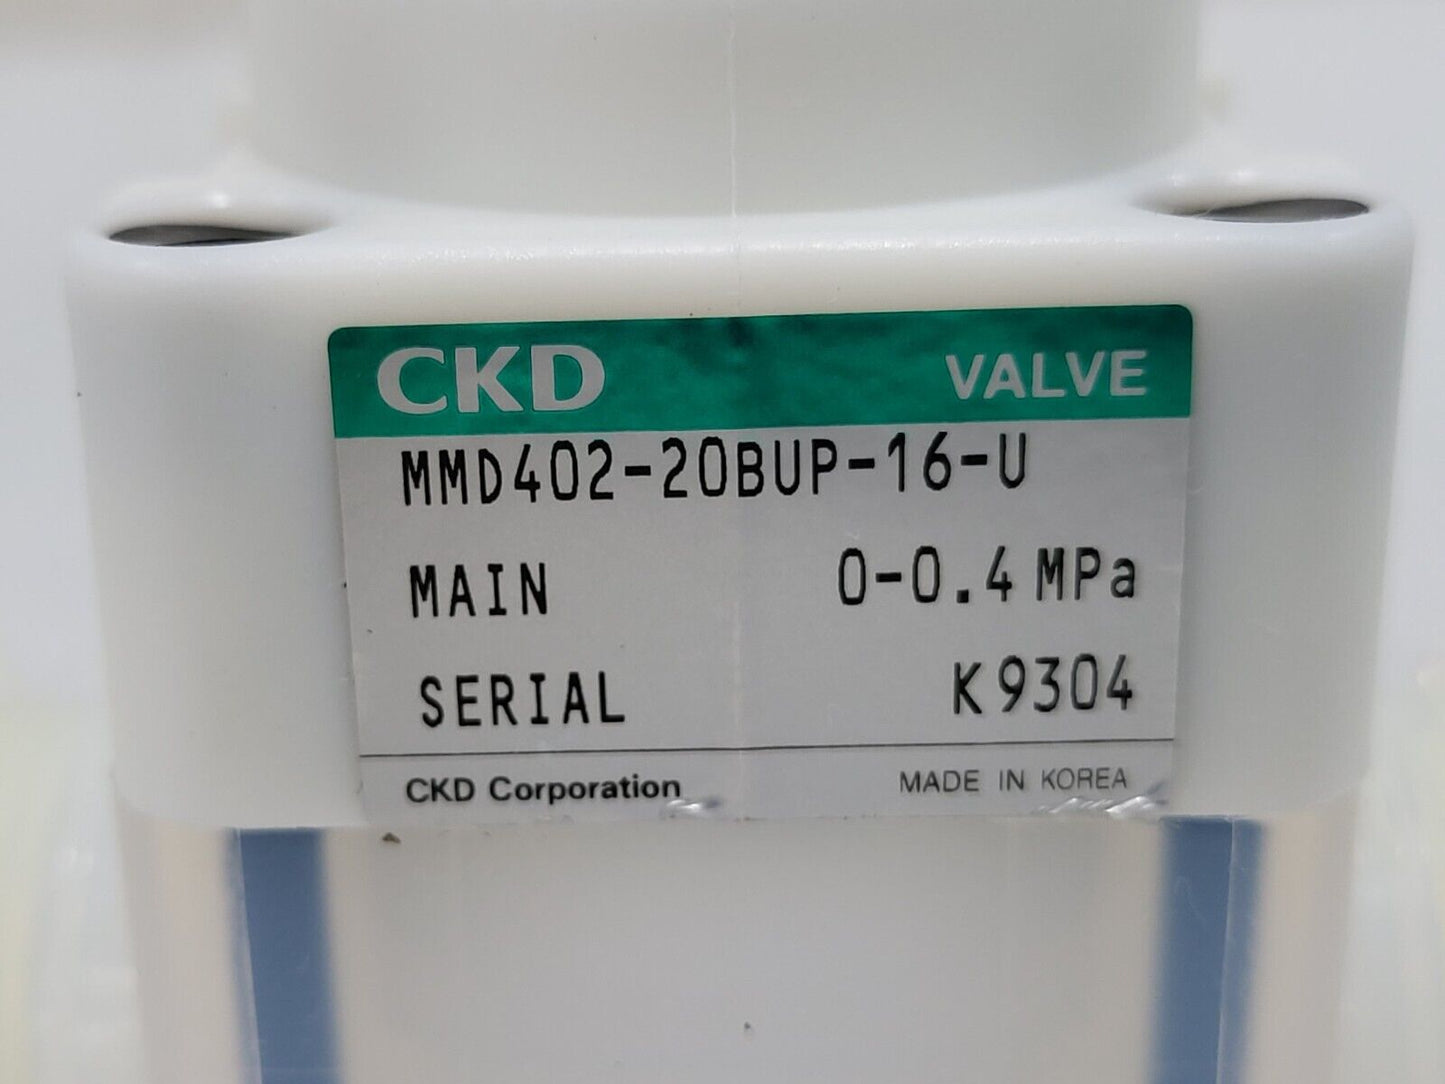 CKD VALVE
MMD402-20BUP-16-U
MAIN 0-0.4 MPa
SERIAL K9304
CKD Corporation MADE IN KOREA